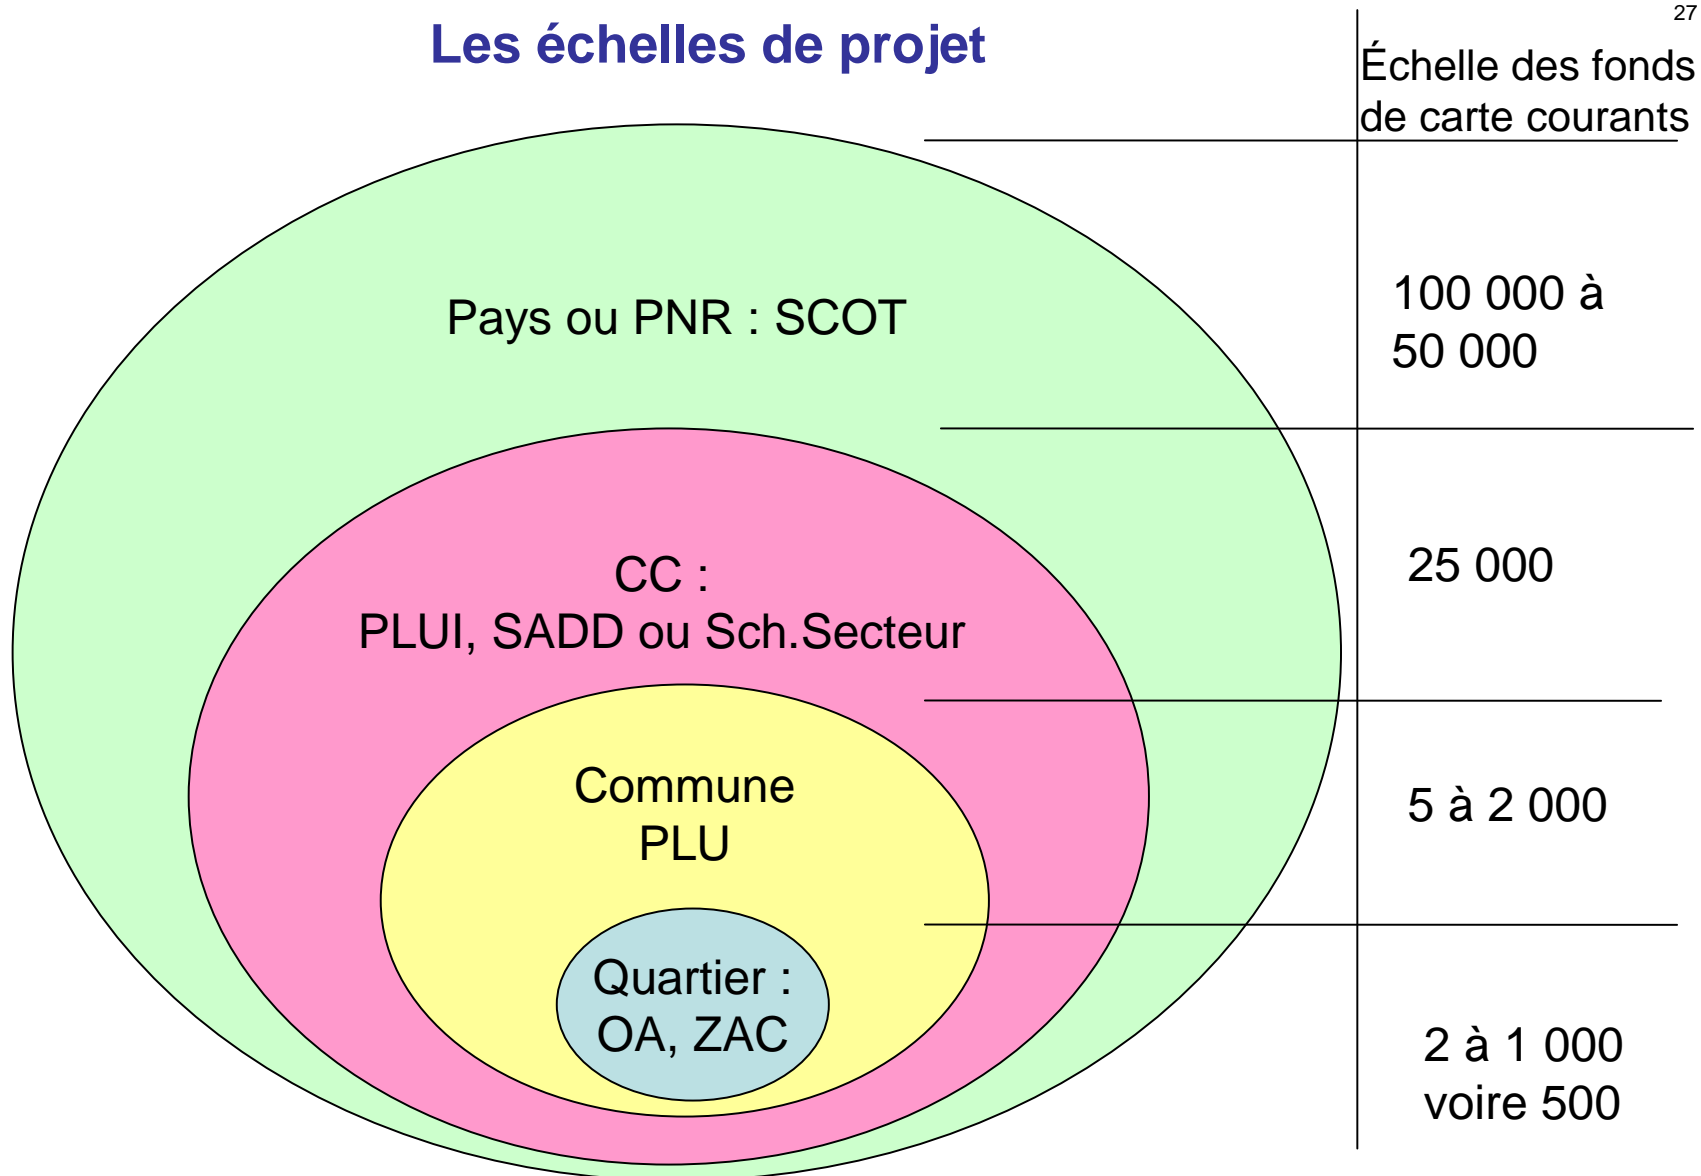 27
Les échelles de projet
Échelle des fonds
de carte courants
Pays ou PNR : SCOT
100 000 à
50 000
CC :
PLUI, SADD ou Sch.Secteur
25 000
Commune
PLU
5 à 2 000
Quartier :
OA, ZAC
2 à 1 000
voire 500